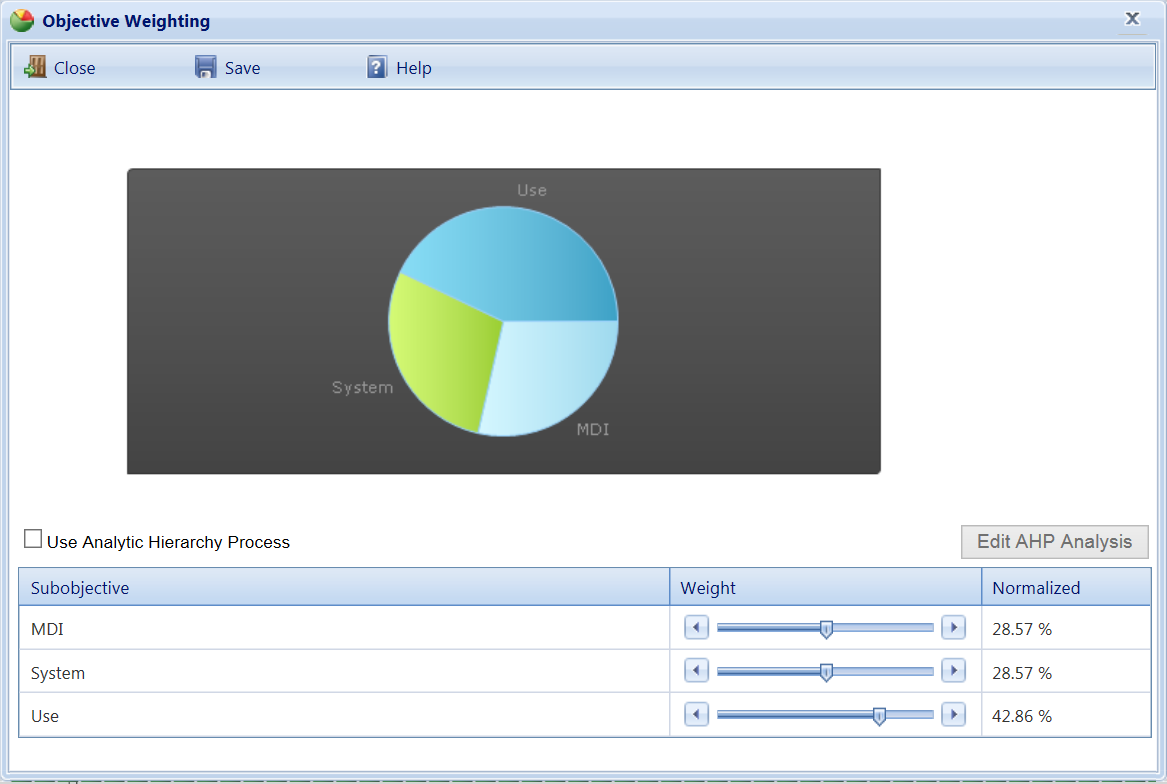 Objective Weighting
Close Save Help
Use
System
MDI
Use Analytic Hierarchy Process Edit AHP Analysis
Subobjective Weight Normalized
MDI 28.57 %
System 28.57 %
Use 42.86 %